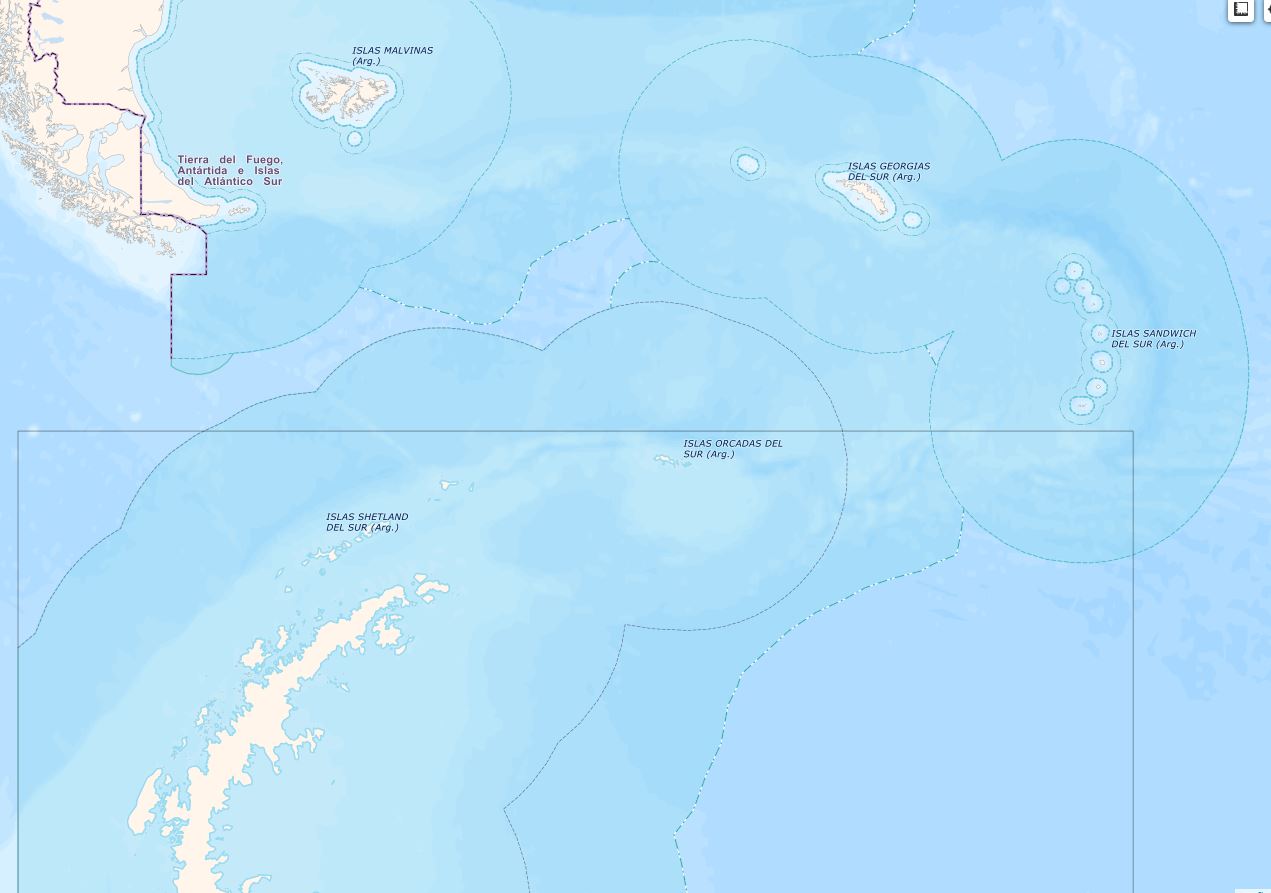 ISLAS MALVINAS
(Arg.)
Tierra del Fuego,
Antártida e Islas
del Atlántico Sur
ISLAS GEORGIAS
DEL SUR (Arg.)
ISLAS SANDWICH
DEL SUR (Arg.)
ISLAS ORCADAS DEL
SUR (Arg.)
ISLAS SHETLAND
DEL SUR (Arg.)